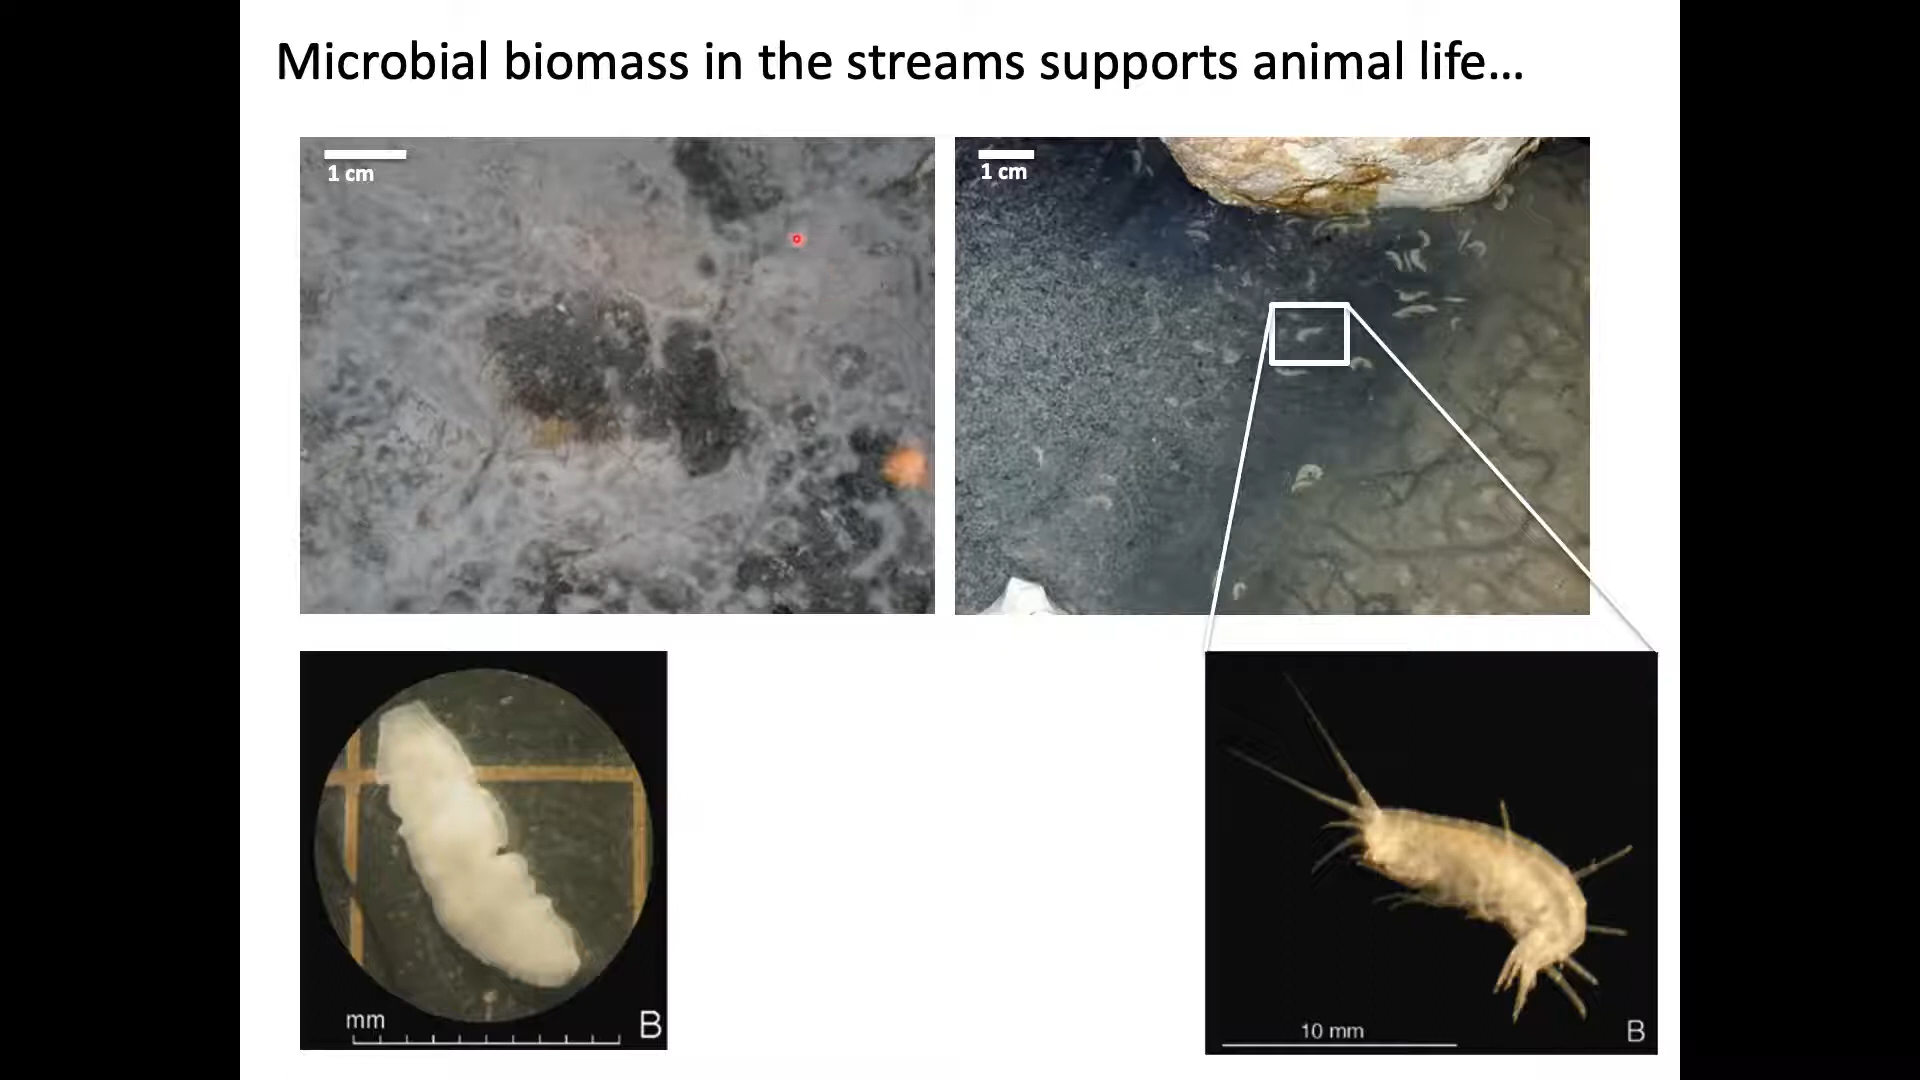 Microbial biomass in the streams supports animal life...
1 cm
1 cm
mm
B
10 mm
B